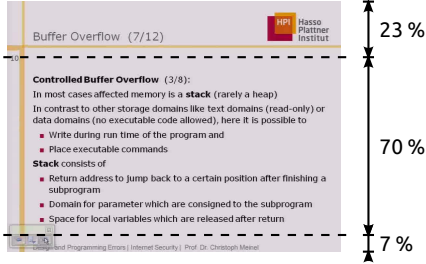 Buffer Overflow (7/12)
HPI Hasso
Plattner
Institut
23 %
Controlled Buffer Overflow (3/8):
In most cases affected memory is a stack (rarely a heap)
In contrast to other storage domains like text domains (read-only) or
data domains (no executable code allowed), here it is possible to
Write during run time of the program and
Place executable commands
Stack consists of
Return address to jump back to a certain position after finishing a
subprogram
Domain for parameter which are consigned to the subprogram
Space for local variables which are released after return
70 %
and Programming Errors | Internet Security | Prof. Dr. Christoph Meinel
7 %